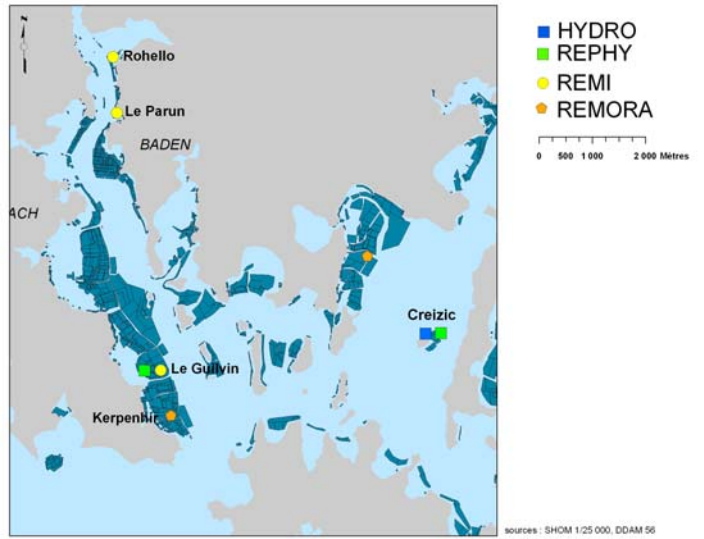 N
Rohello
Le Parun
BADEN
ACH
Creizic
Le Guilvin
Kerpenhir
HYDRO
REPHY
REMI
REMORA
0 500 1 000 2 000 Mètres
sources : SHOM 1/25 000, DDAM 56